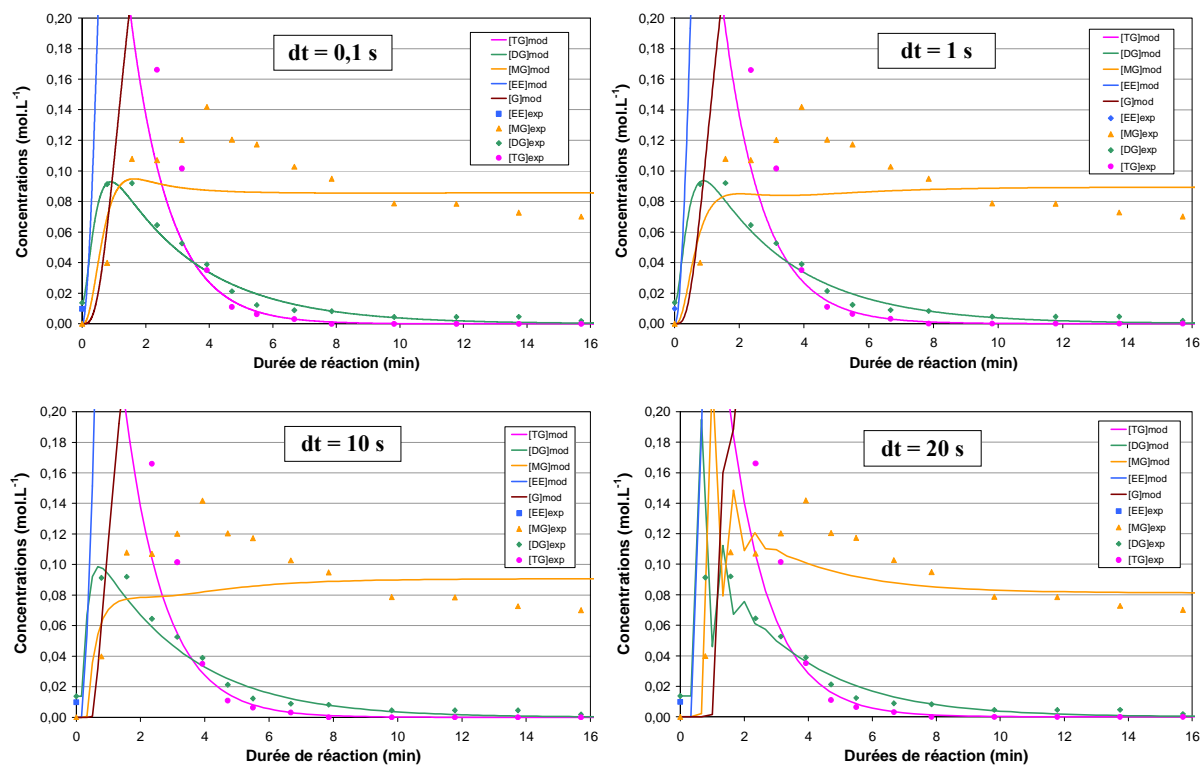 dt = 0,1 s
Concentrations (mol.L-1)
0,20
0,18
0,16
0,14
0,12
0,10
0,08
0,06
0,04
0,02
0,00
[TG]mod
[DG]mod
[MG]mod
[EE]mod
[G]mod
[EE]exp
[MG]exp
[DG]exp
[TG]exp
0 2 4 6 8 10 12 14 16
Durée de réaction (min)
dt = 1 s
Concentrations (mol.L-1)
0,20
0,18
0,16
0,14
0,12
0,10
0,08
0,06
0,04
0,02
0,00
[TG]mod
[DG]mod
[MG]mod
[EE]mod
[G]mod
[EE]exp
[MG]exp
[DG]exp
[TG]exp
0 2 4 6 8 10 12 14 16
Durée de réaction (min)
dt = 10 s
Concentrations (mol.L-1)
0,20
0,18
0,16
0,14
0,12
0,10
0,08
0,06
0,04
0,02
0,00
[TG]mod
[DG]mod
[MG]mod
[EE]mod
[G]mod
[EE]exp
[MG]exp
[DG]exp
[TG]exp
0 2 4 6 8 10 12 14 16
Durée de réaction (min)
dt = 20 s
Concentrations (mol.L-1)
0,20
0,18
0,16
0,14
0,12
0,10
0,08
0,06
0,04
0,02
0,00
[TG]mod
[DG]mod
[MG]mod
[EE]mod
[G]mod
[EE]exp
[MG]exp
[DG]exp
[TG]exp
0 2 4 6 8 10 12 14 16
Durées de réaction (min)